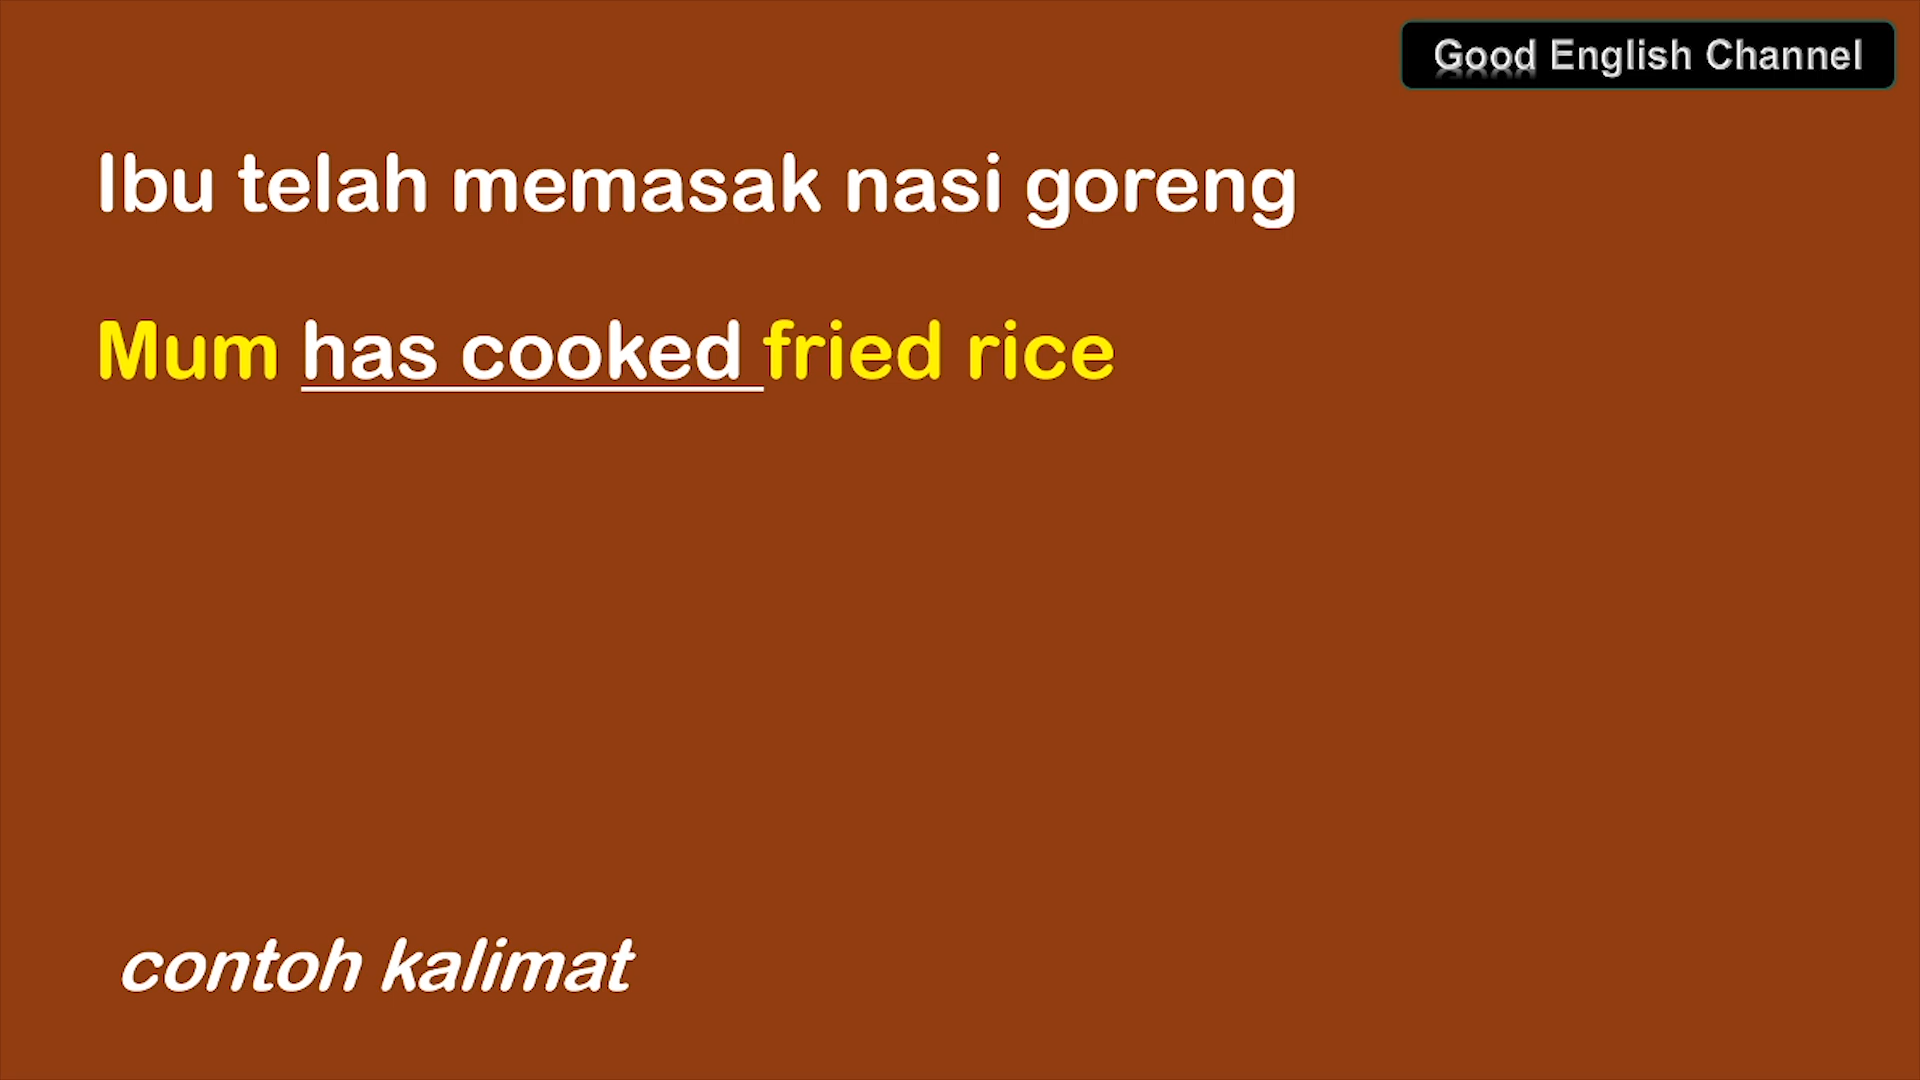 Good English Channel
Ibu telah memasak nasi goreng
Mum has cooked fried rice
contoh kalimat